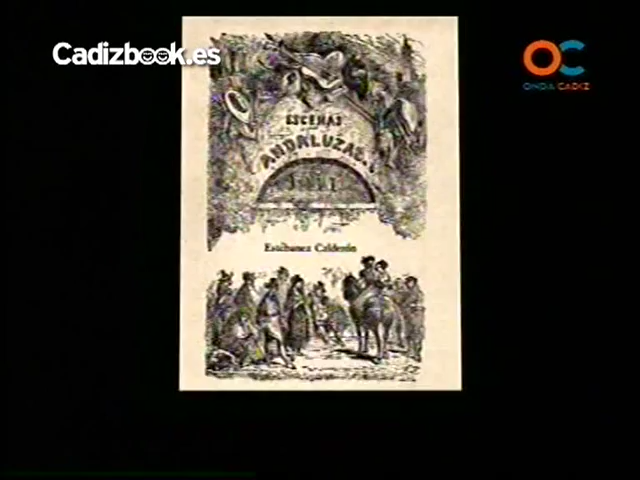 Cadizbook.es
OC
ONDA CADIZ
ESCENAS
ANDALUZAS.
Estébanez Calderón